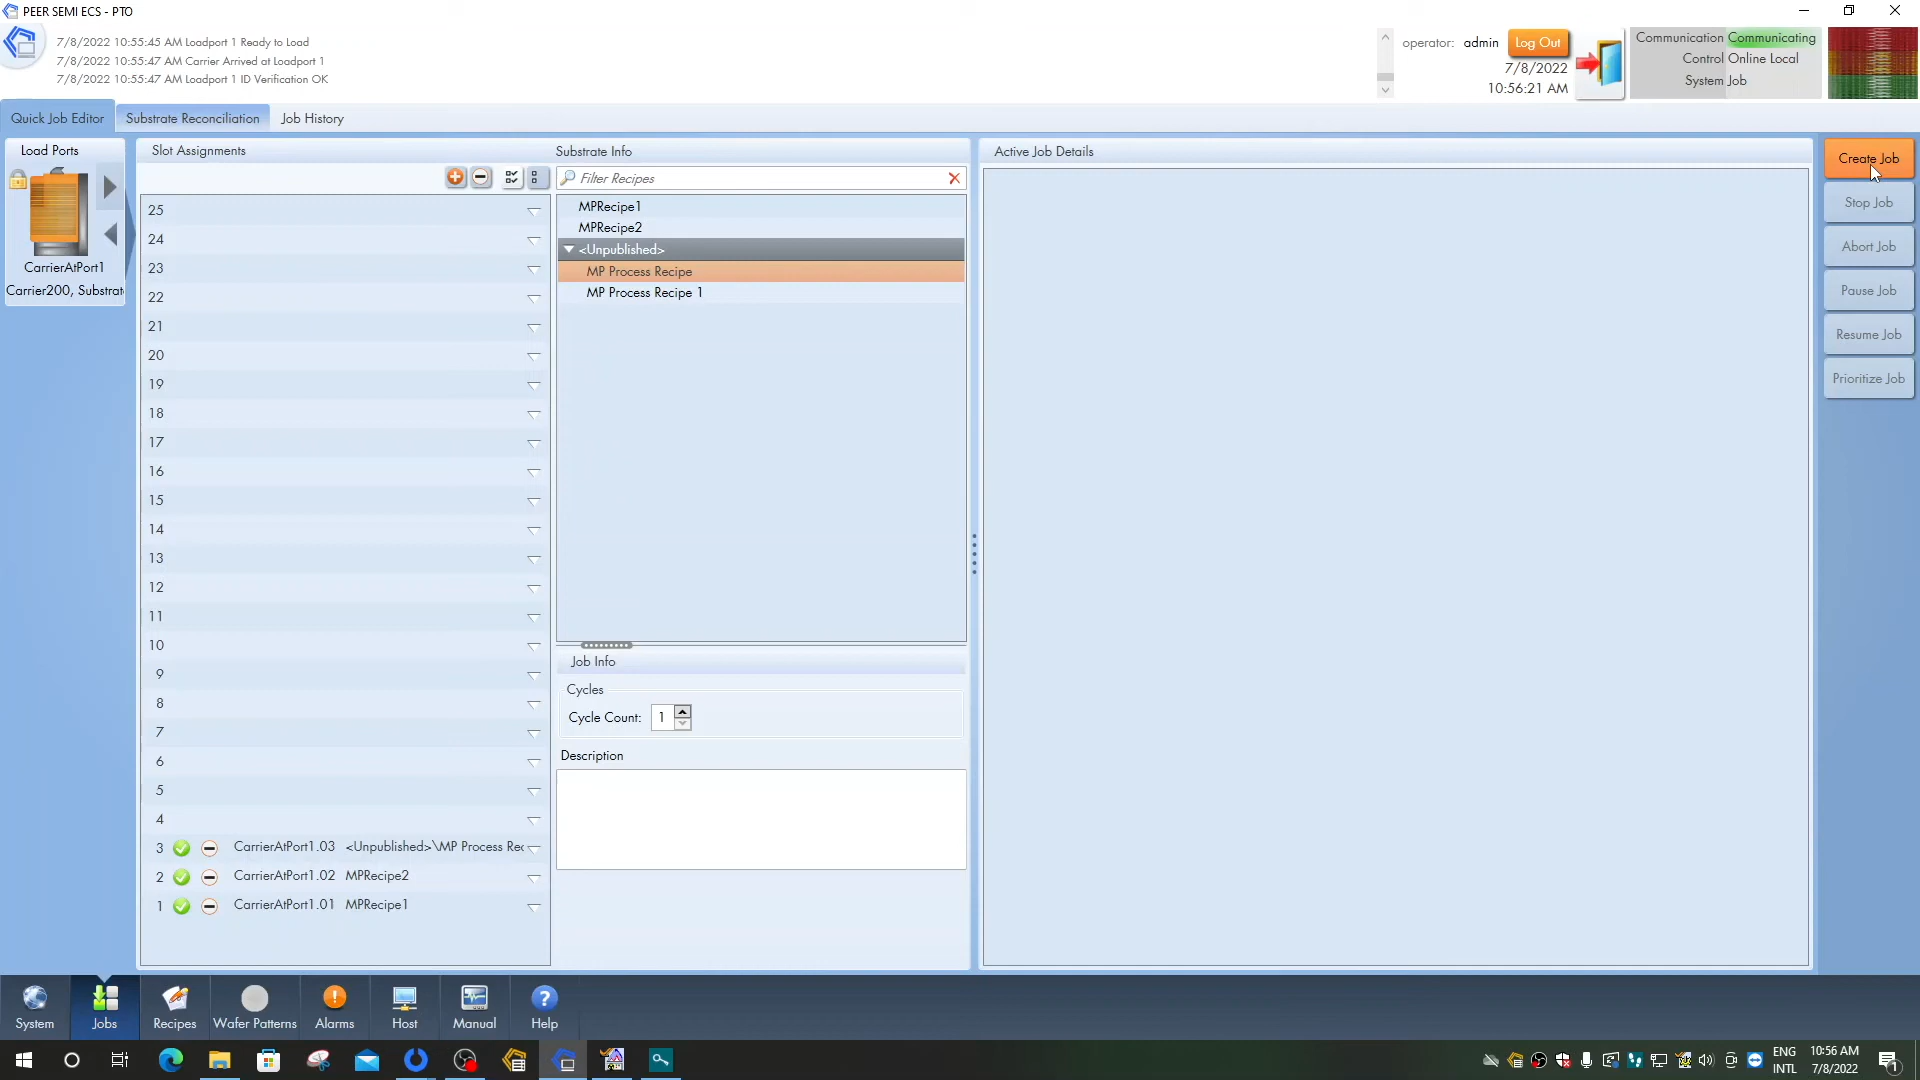 PEER SEMI ECS - PTO
7/8/2022 10:55:45 AM Loadport 1 Ready to Load
7/8/2022 10:55:47 AM Carrier Arrived at Loadport 1
7/8/2022 10:55:47 AM Loadport 1 ID Verification OK
operator: admin Log Out
7/8/2022
10:56:21 AM
Communication Communicating
Control Online Local
System Job
Quick Job Editor Substrate Reconciliation Job History
Load Ports
CarrierAtPort1
Carrier200, Substrat
Slot Assignments
25
24
23
22
21
20
19
18
17
16
15
14
13
12
11
10
9
8
7
6
5
4
3 CarrierAtPort1.03 <Unpublished>\MP Process Rec
2 CarrierAtPort1.02 MPRecipe2
1 CarrierAtPort1.01 MPRecipe1
Substrate Info
Filter Recipes
MPRecipe1
MPRecipe2
<Unpublished>
MP Process Recipe
MP Process Recipe 1
Job Info
Cycles
Cycle Count: 1
Description
Active Job Details
Create Job
Stop Job
Abort Job
Pause Job
Resume Job
Prioritize Job
System Jobs Recipes Wafer Patterns Alarms Host Manual Help
ENG 10:56 AM
INTL 7/8/2022
1